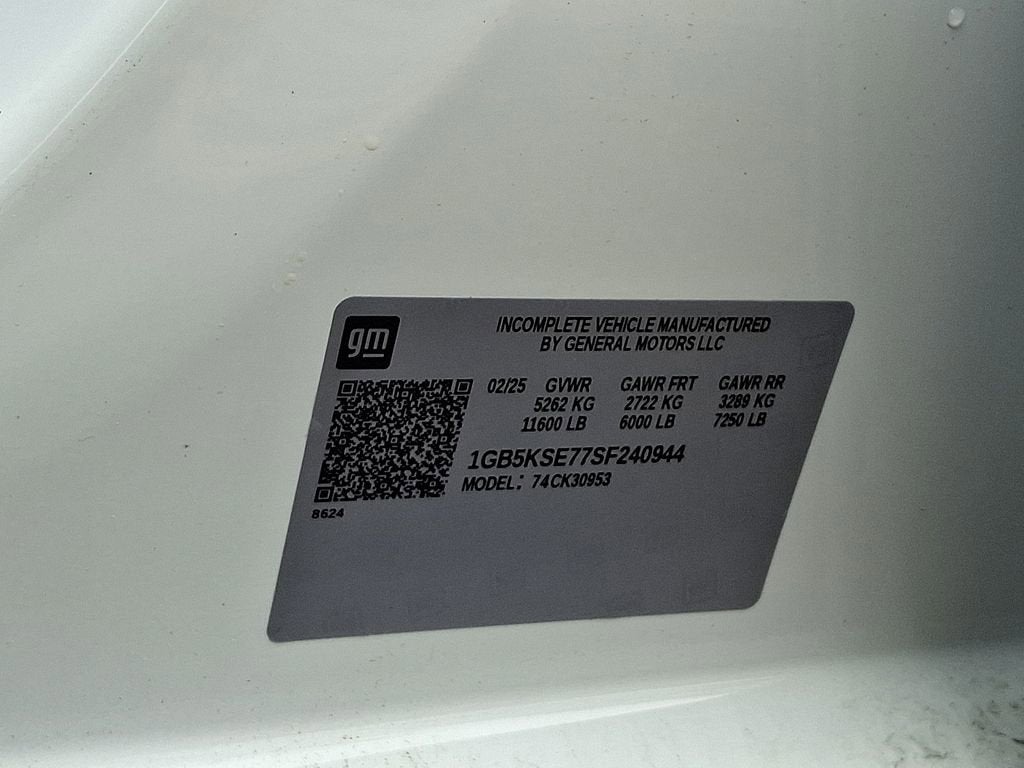 gm
INCOMPLETE VEHICLE MANUFACTURED
BY GENERAL MOTORS LLC
02/25 GVWR GAWR FRT GAWR RR
5262 KG 2722 KG 3289 KG
11600 LB 6000 LB 7250 LB
1GB5KSE77SF240944
MODEL: 74CK30953
8624